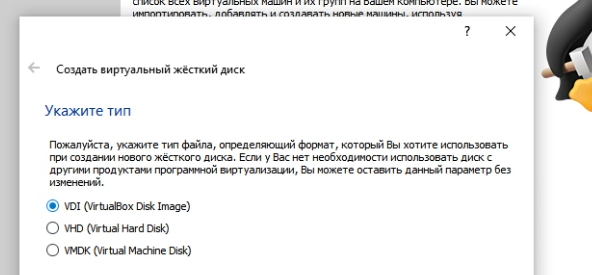 список всех виртуальных машин и их групп на Вашем компьютере. Вы можете
импортировать, добавлять и создавать новые машины, используя
?
Создать виртуальный жёсткий диск
Укажите тип
Пожалуйста, укажите тип файла, определяющий формат, который Вы хотите использовать
при создании нового жёсткого диска. Если у Вас нет необходимости использовать диск с
другими продуктами программной виртуализации, Вы можете оставить данный параметр без
изменений.
VDI (VirtualBox Disk Image)
VHD (Virtual Hard Disk)
VMDK (Virtual Machine Disk)